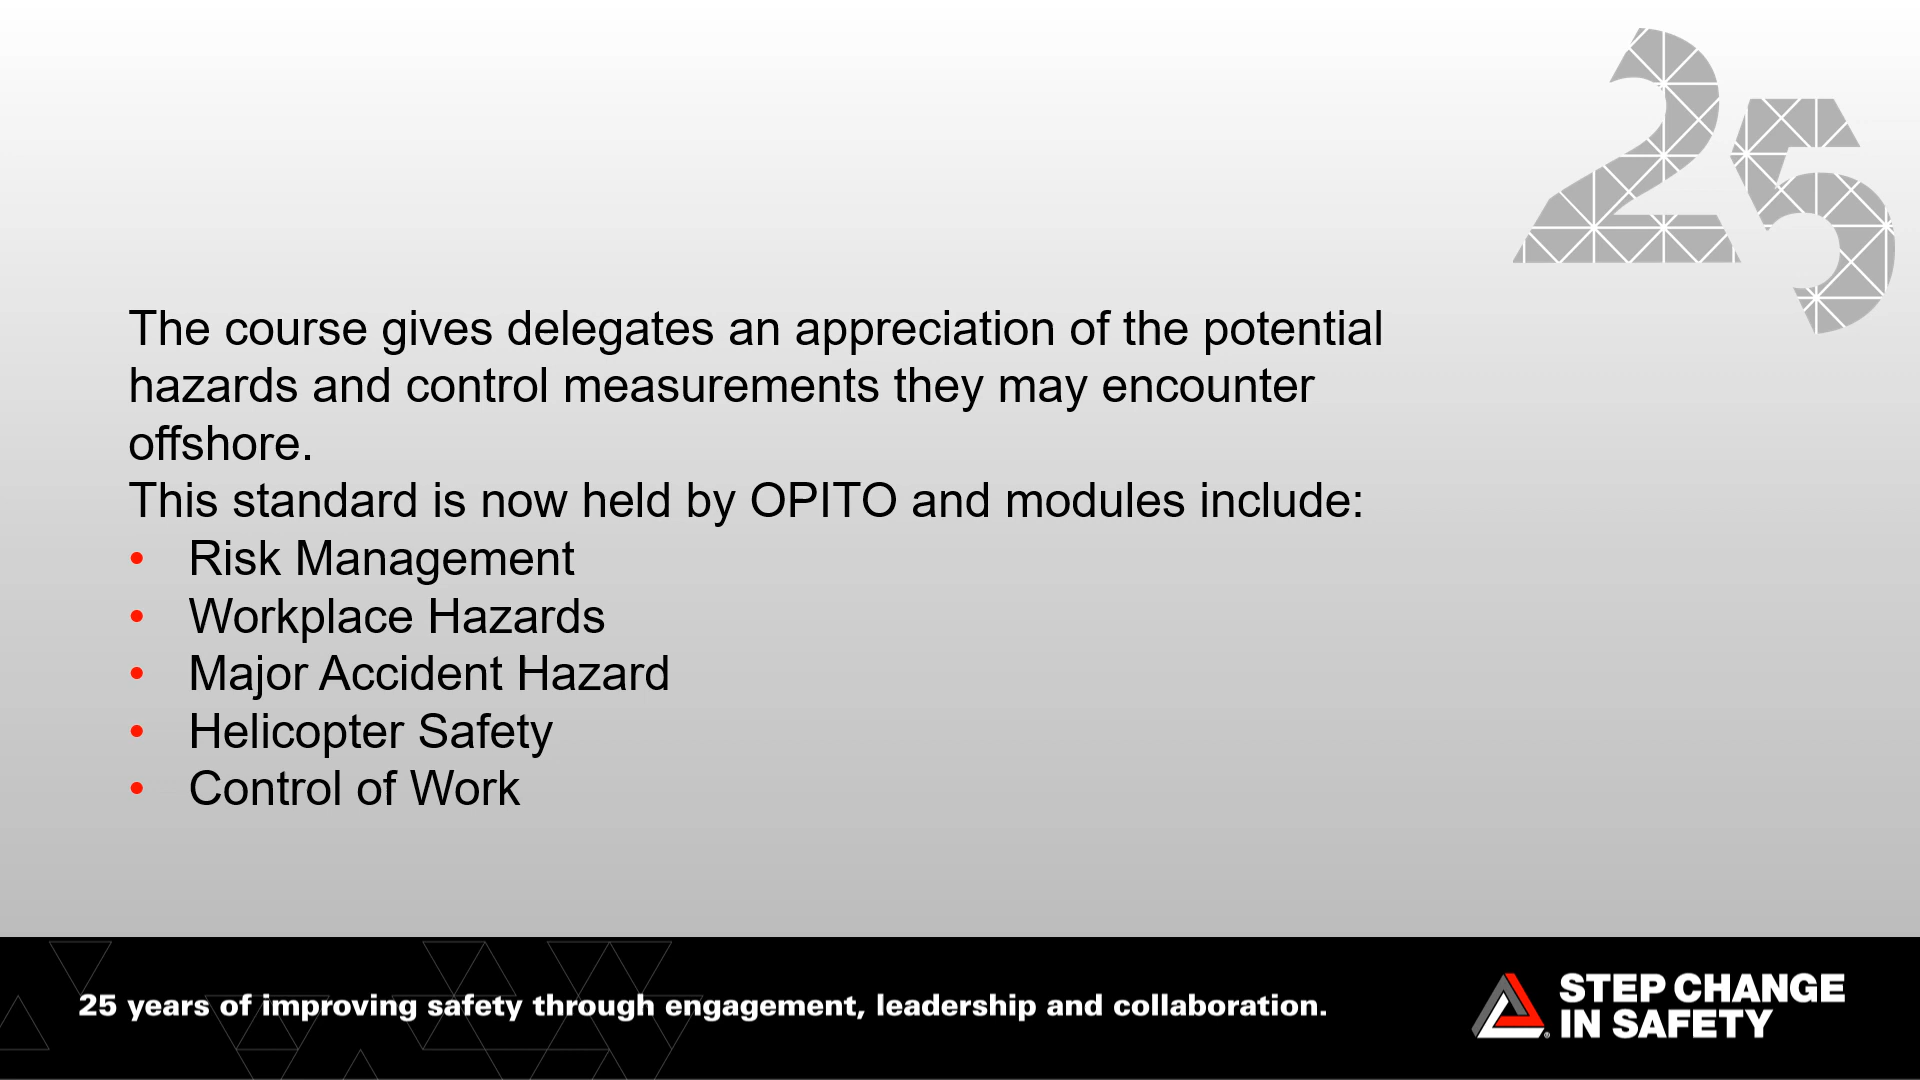 25
The course gives delegates an appreciation of the potential
hazards and control measurements they may encounter
offshore.
This standard is now held by OPITO and modules include:
• Risk Management
• Workplace Hazards
• Major Accident Hazard
• Helicopter Safety
• Control of Work
25 years of improving safety through engagement, leadership and collaboration.
STEP CHANGE
IN SAFETY
®